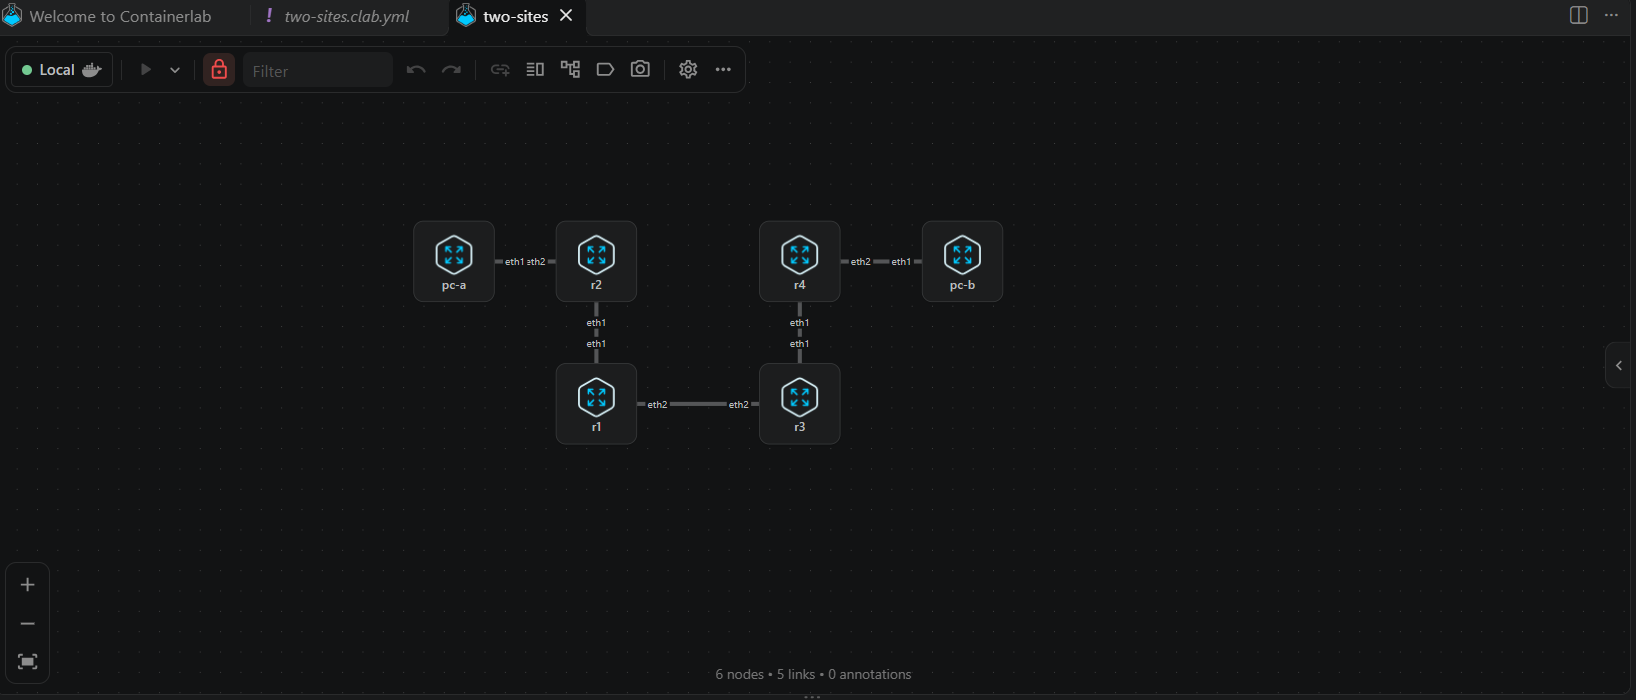 Welcome to Containerlab
! two-sites.clab.yml
two-sites
Local
Filter
pc-a
eth1
eth2
r2
r4
eth2
eth1
pc-b
eth1
eth1
eth1
eth1
r1
eth2
eth2
r3
6 nodes • 5 links • 0 annotations